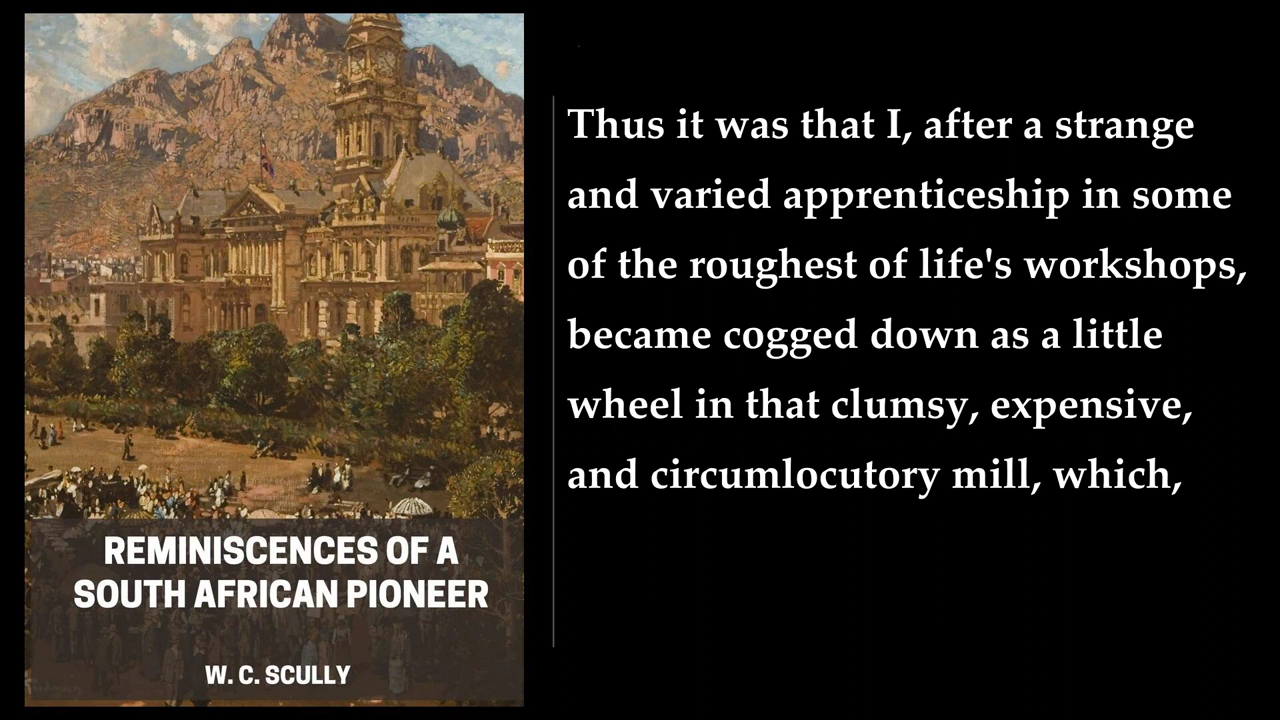 REMINISCENCES OF A
SOUTH AFRICAN PIONEER
W. C. SCULLY
Thus it was that I, after a strange
and varied apprenticeship in some
of the roughest of life's workshops,
became cogged down as a little
wheel in that clumsy, expensive,
and circumlocutory mill, which,